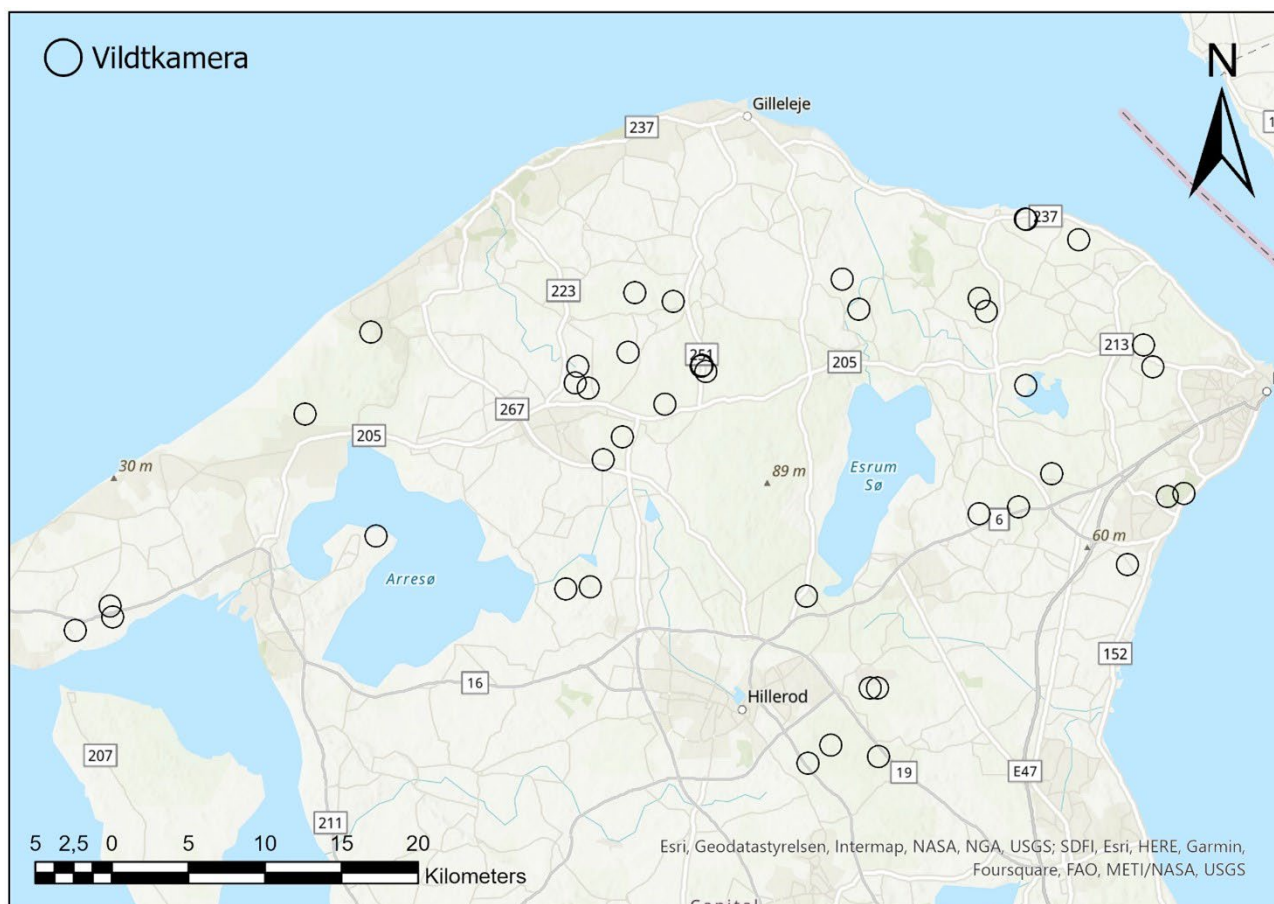 Vildtkamera
N
Gilleleje
237
1
237
223
251
213
205
267
205
30 m
89 m
Esrum
Sø
6
60 m
Arresø
152
16
Hillerod
207
19
E47
211
5 2,5 0 5 10 15 20
Kilometers
Esri, Geodatastyrelsen, Intermap, NASA, NGA, USGS; SDFI, Esri, HERE, Garmin,
Foursquare, FAO, METI/NASA, USGS